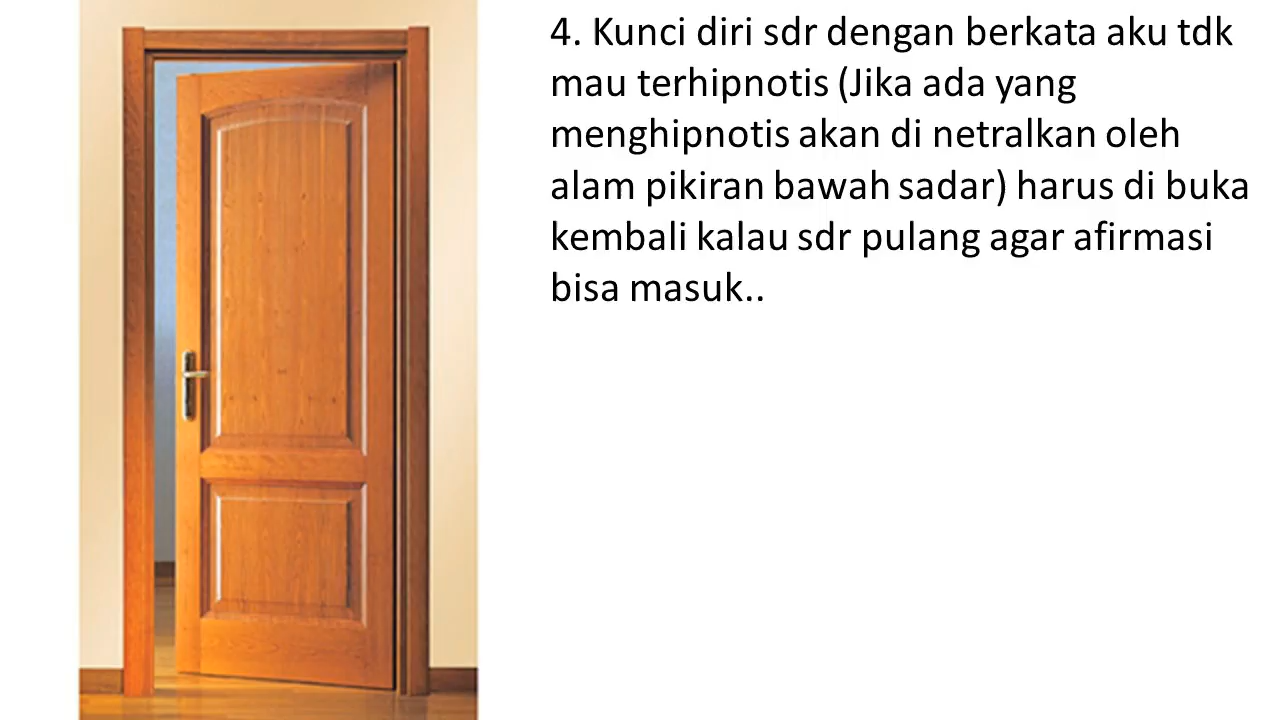 4. Kunci diri sdr dengan berkata aku tdk
mau terhipnotis (Jika ada yang
menghipnotis akan di netralkan oleh
alam pikiran bawah sadar) harus di buka
kembali kalau sdr pulang agar afirmasi
bisa masuk..